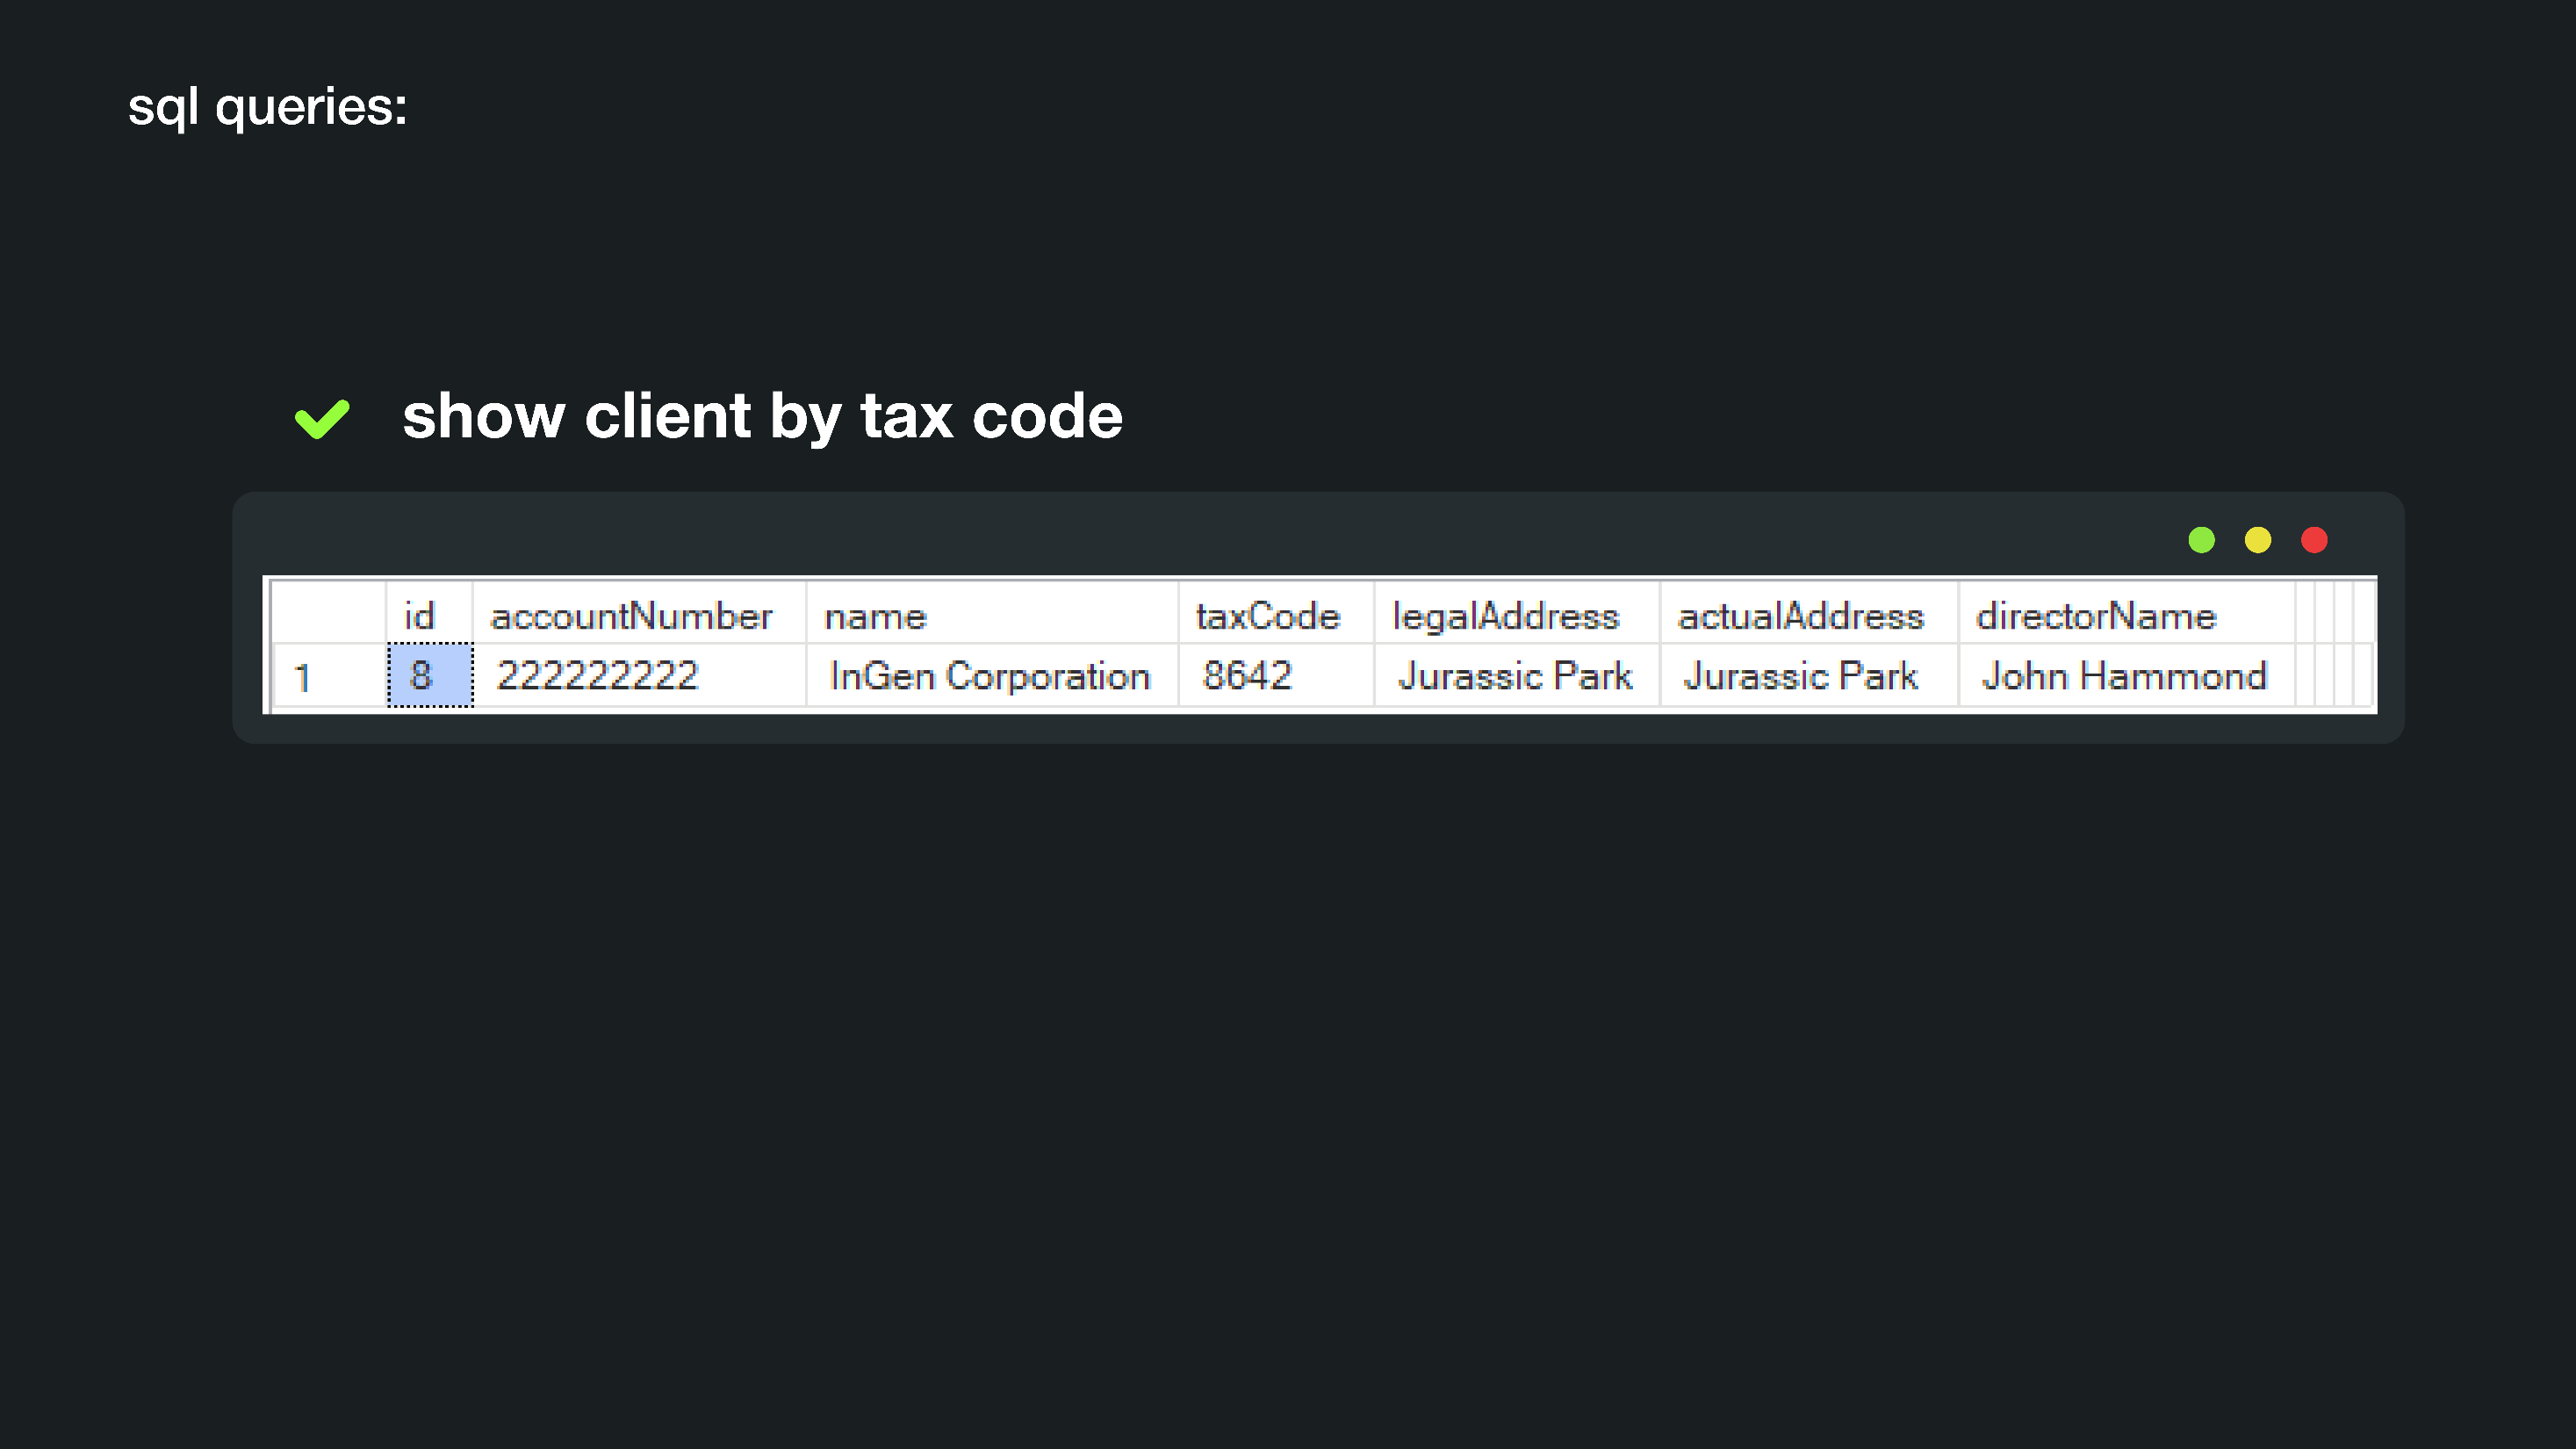 sql queries:
show client by tax code
id accountNumber name taxCode legalAddress actualAddress directorName
1 8 222222222 InGen Corporation 8642 Jurassic Park Jurassic Park John Hammond